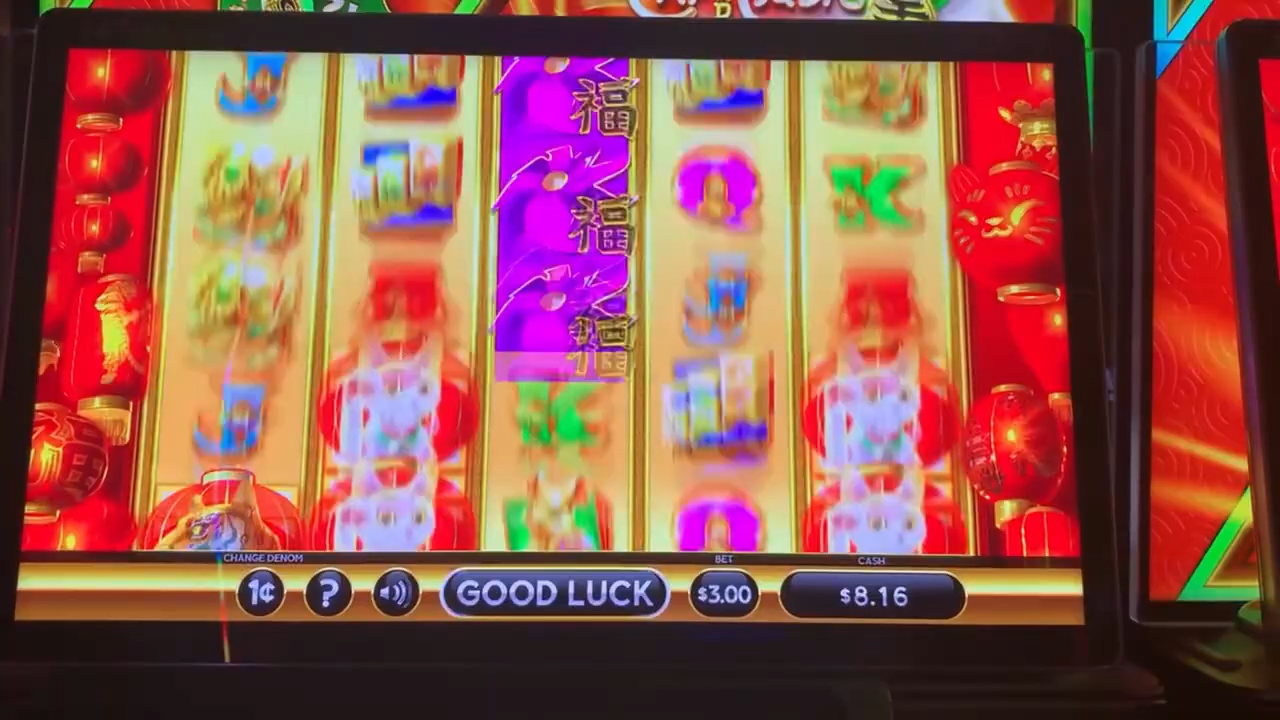 福
福
K
福
K
CHANGE DENOM
BET
CASH
1¢
?
GOOD LUCK
$3.00
$8.16